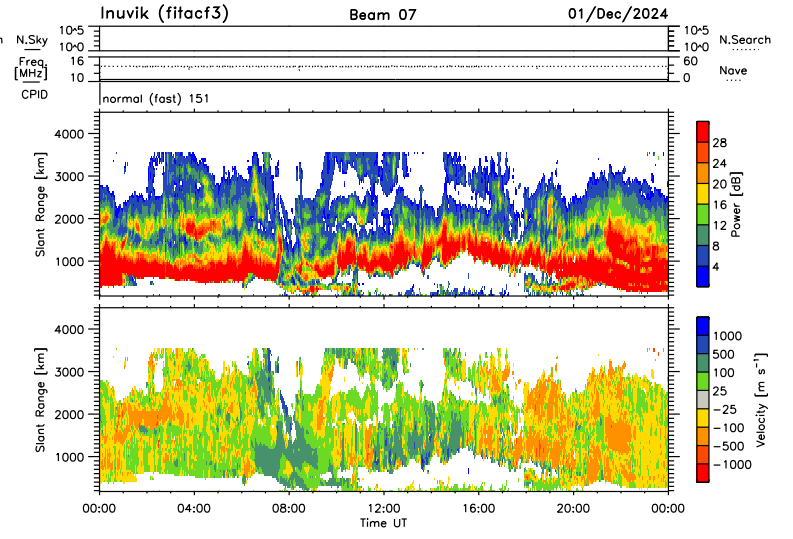 Inuvik (fitacf3) Beam 07 01/Dec/2024
n N.Sky 10^5 10^5 N.Search
10^0 10^0
Freq. 16 60 Nave
[MHz] 10 0
CPID normal (fast) 151
Slant Range [km] 4000 3000 2000 1000
28 24 20 16 12 8 4 Power [dB]
Slant Range [km] 4000 3000 2000 1000
1000 500 100 25 -25 -100 -500 -1000 Velocity [m s^-1]
00:00 04:00 08:00 12:00 16:00 20:00 00:00
Time UT